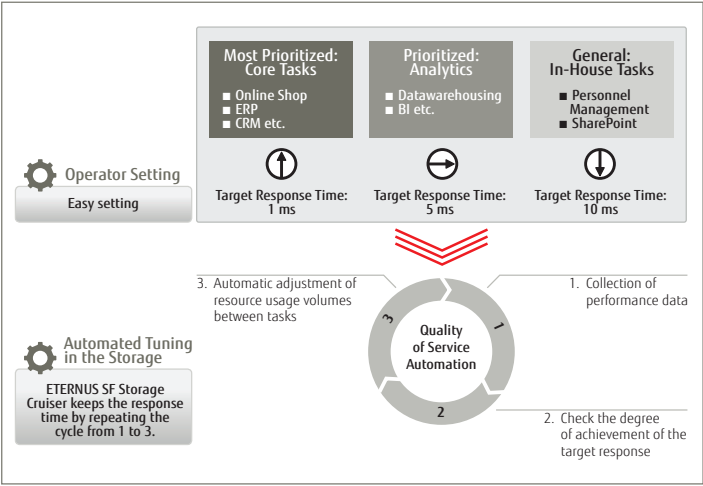 Most Prioritized:
Core Tasks
■ Online Shop
■ ERP
■ CRM etc.
Prioritized:
Analytics
■ Datawarehousing
■ BI etc.
General:
In-House Tasks
■ Personnel
Management
■ SharePoint
Operator Setting
Easy setting
Target Response Time:
1 ms
Target Response Time:
5 ms
Target Response Time:
10 ms
3. Automatic adjustment of
resource usage volumes
between tasks
1. Collection of
performance data
3
1
Quality
of Service
Automation
2
Automated Tuning
in the Storage
ETERNUS SF Storage
Cruiser keeps the response
time by repeating the
cycle from 1 to 3.
2. Check the degree
of achievement of the
target response